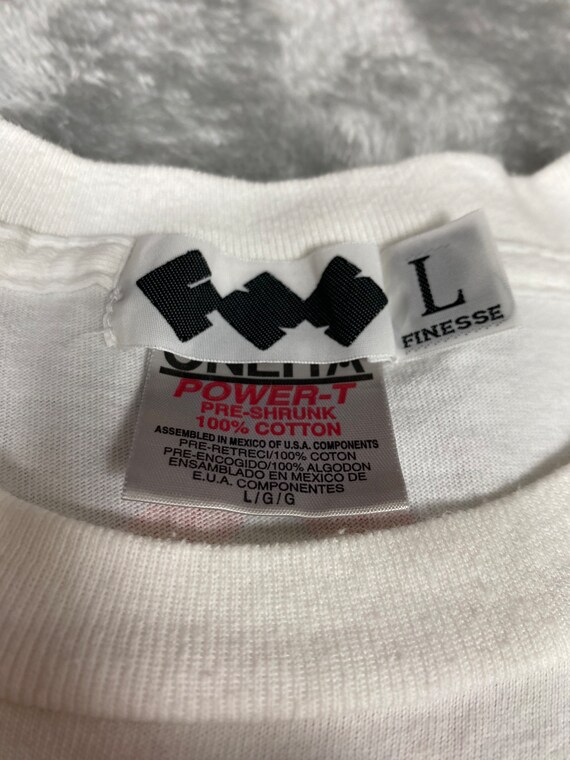 L
FINESSE
ONEITA
POWER-T
PRE-SHRUNK
100% COTTON
ASSEMBLED IN MEXICO OF U.S.A. COMPONENTS
PRE-RETRECI/100% COTON
PRE-ENCOGIDO/100% ALGODON
ENSAMBLADO EN MEXICO DE
E.U.A. COMPONENTES
L/G/G